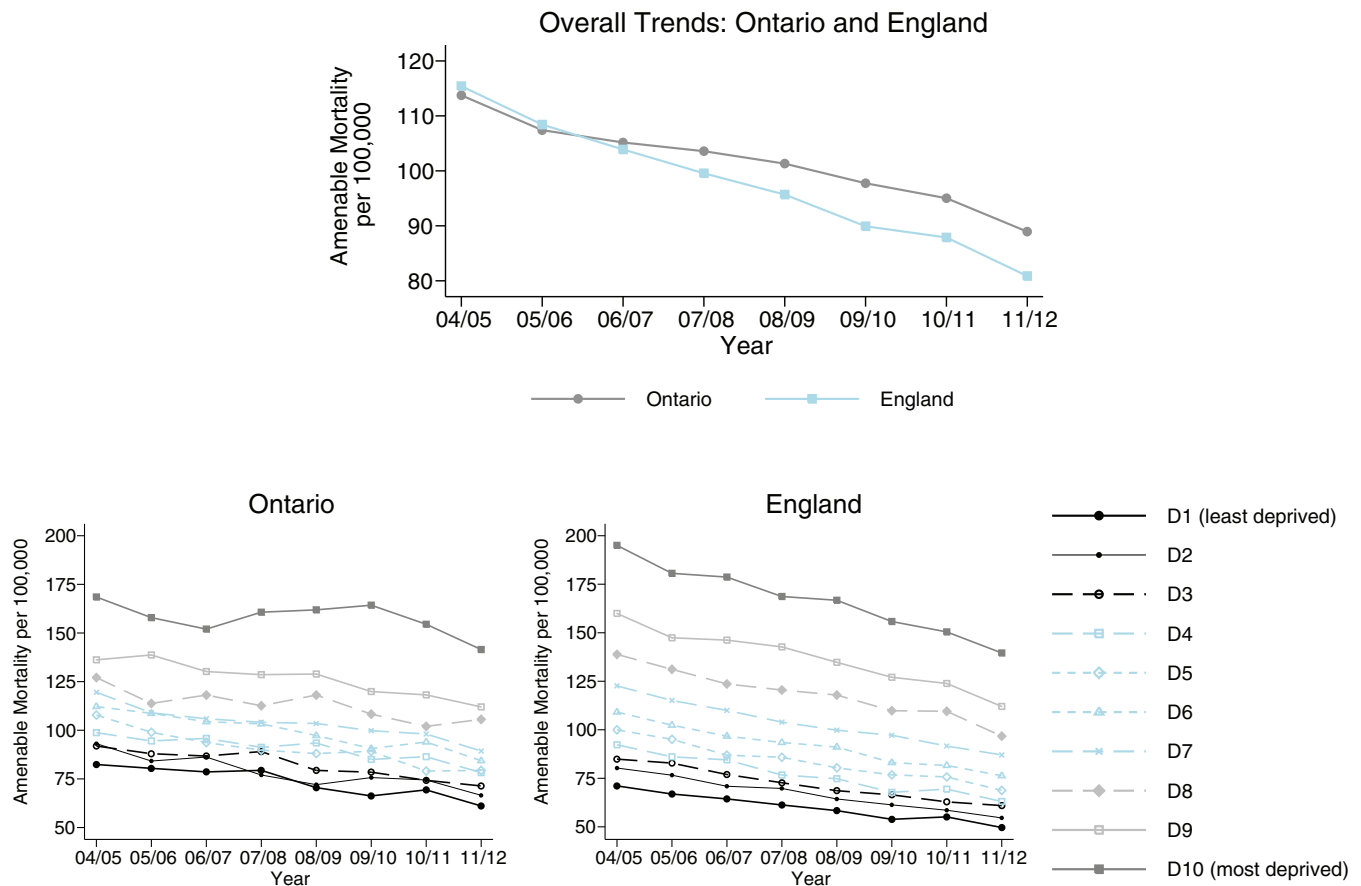 Overall Trends: Ontario and England
Amenable Mortality
per 100,000
120
110
100
90
80
04/05 05/06 06/07 07/08 08/09 09/10 10/11 11/12
Year
Ontario England
Ontario
Amenable Mortality per 100,000
200
175
150
125
100
75
50
04/05 05/06 06/07 07/08 08/09 09/10 10/11 11/12
Year
England
Amenable Mortality per 100,000
200
175
150
125
100
75
50
04/05 05/06 06/07 07/08 08/09 09/10 10/11 11/12
Year
D1 (least deprived)
D2
D3
D4
D5
D6
D7
D8
D9
D10 (most deprived)